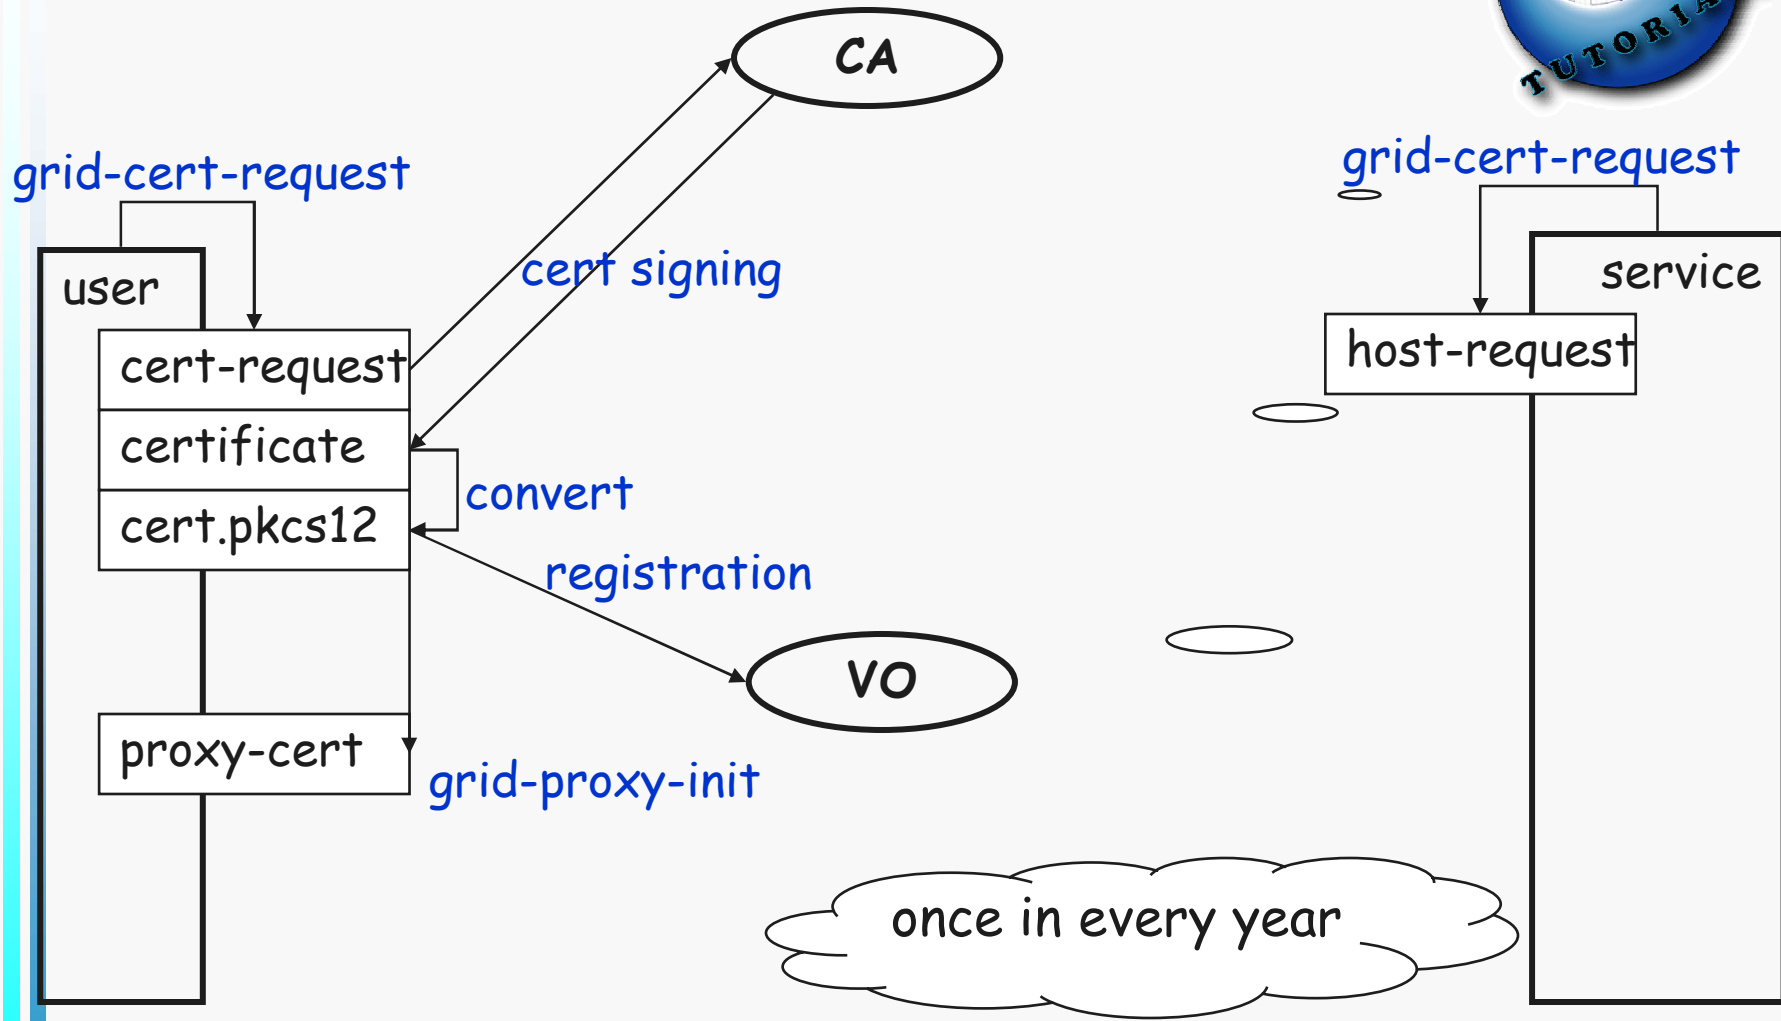 CA
TUTORIA
grid-cert-request
grid-cert-request
cert signing
user
service
cert-request
host-request
certificate
convert
cert.pkcs12
registration
VO
proxy-cert
grid-proxy-init
once in every year